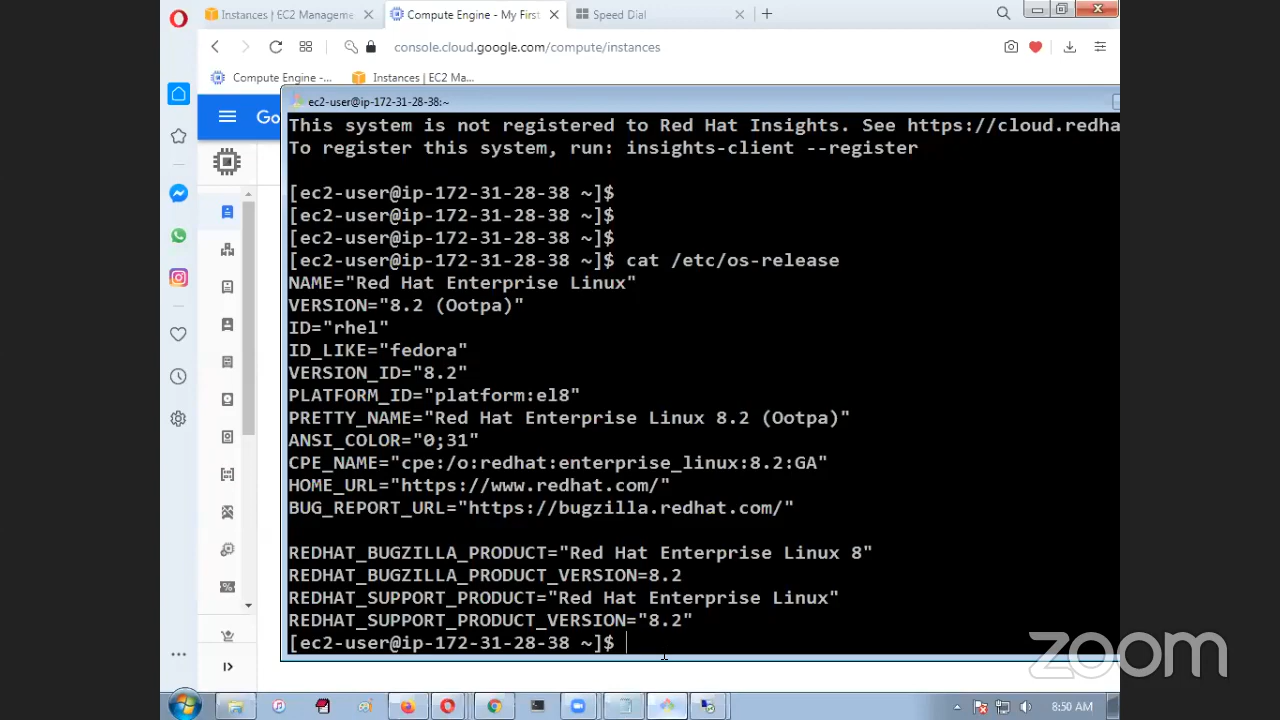 Instances | EC2 Manageme
Compute Engine - My First
Speed Dial
console.cloud.google.com/compute/instances
Compute Engine -...
Instances | EC2 Ma...
Go
ec2-user@ip-172-31-28-38:~
This system is not registered to Red Hat Insights. See https://cloud.redha
To register this system, run: insights-client --register
[ec2-user@ip-172-31-28-38 ~]$
[ec2-user@ip-172-31-28-38 ~]$
[ec2-user@ip-172-31-28-38 ~]$
[ec2-user@ip-172-31-28-38 ~]$ cat /etc/os-release
NAME="Red Hat Enterprise Linux"
VERSION="8.2 (Ootpa)"
ID="rhel"
ID_LIKE="fedora"
VERSION_ID="8.2"
PLATFORM_ID="platform:el8"
PRETTY_NAME="Red Hat Enterprise Linux 8.2 (Ootpa)"
ANSI_COLOR="0;31"
CPE_NAME="cpe:/o:redhat:enterprise_linux:8.2:GA"
HOME_URL="https://www.redhat.com/"
BUG_REPORT_URL="https://bugzilla.redhat.com/"
REDHAT_BUGZILLA_PRODUCT="Red Hat Enterprise Linux 8"
REDHAT_BUGZILLA_PRODUCT_VERSION=8.2
REDHAT_SUPPORT_PRODUCT="Red Hat Enterprise Linux"
REDHAT_SUPPORT_PRODUCT_VERSION="8.2"
[ec2-user@ip-172-31-28-38 ~]$
zoom
8:50 AM